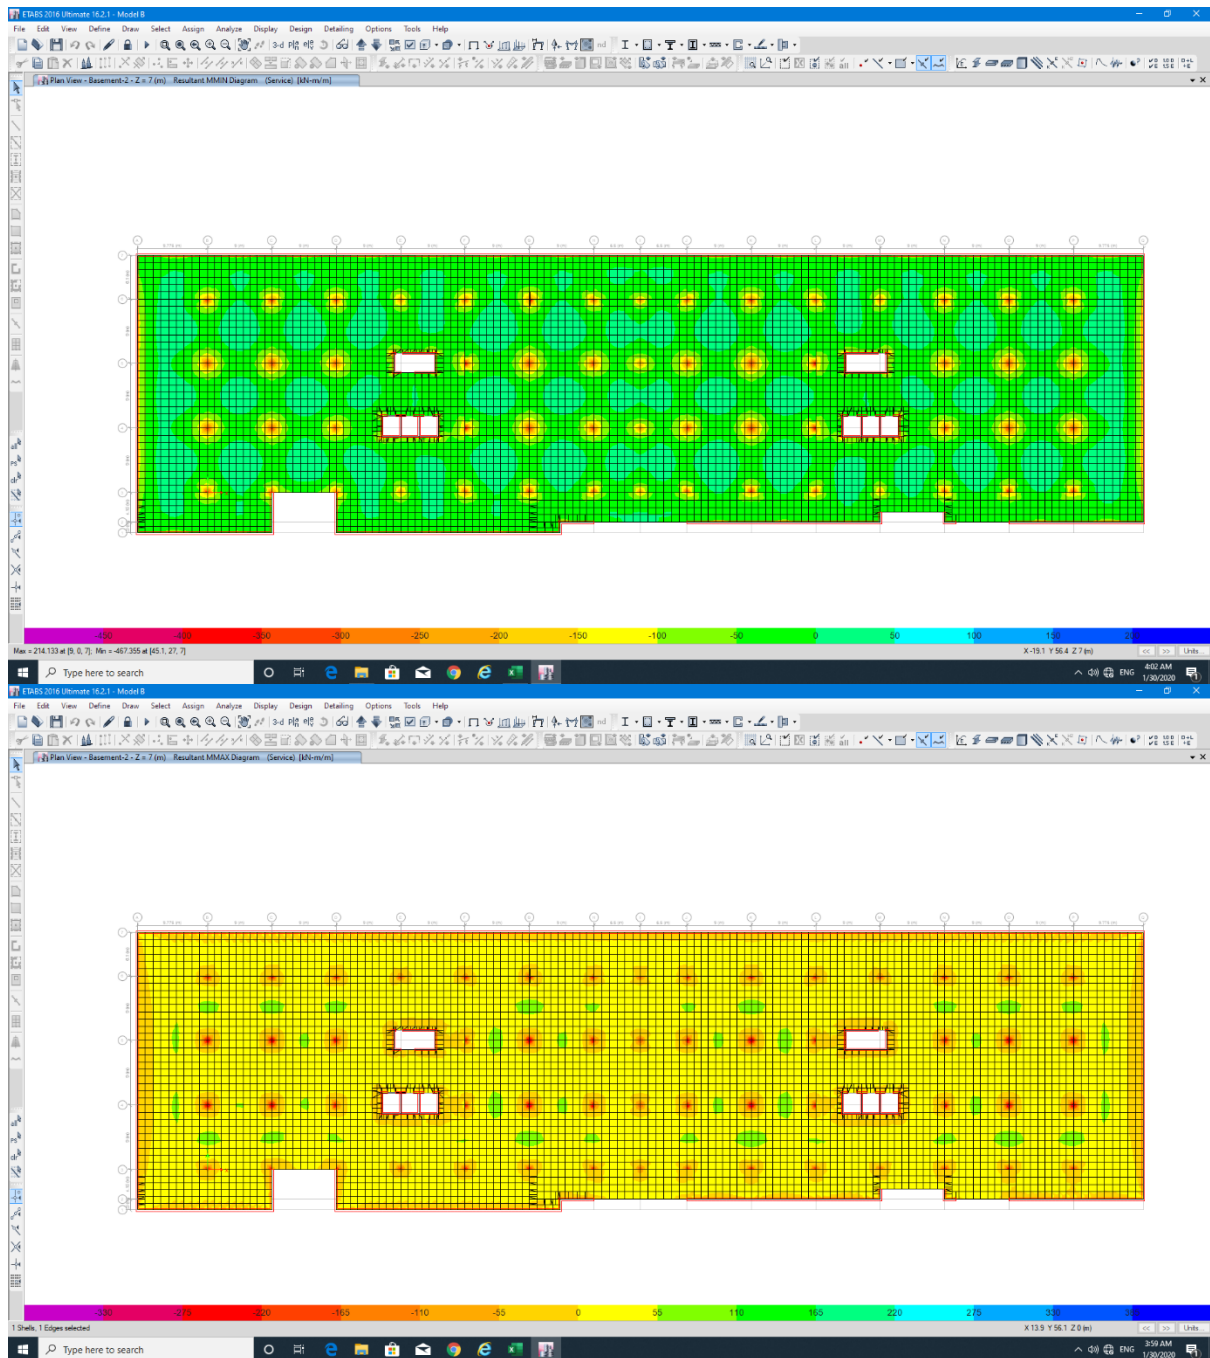 ETABS 2016 Ultimate 16.2.1 - Model B
File Edit View Define Draw Select Assign Analyze Display Design Detailing Options Tools Help
Plan View - Basement-2 - Z = 7 (m) Resultant MMIN Diagram (Service) [kN-m/m]
-450 -400 -350 -300 -250 -200 -150 -100 -50 0 50 100 150
Max = 214.133 at [9, 0, 7]; Min = -467.355 at [45.1, 27, 7]
X -19.1 Y 56.4 Z 7 (m)
<< >> Units...
Type here to search
ENG
4:02 AM
1/30/2020
ETABS 2016 Ultimate 16.2.1 - Model B
File Edit View Define Draw Select Assign Analyze Display Design Detailing Options Tools Help
Plan View - Basement-2 - Z = 7 (m) Resultant MMAX Diagram (Service) [kN-m/m]
-330 -275 -220 -165 -110 -55 0 55 110 165 220 275 330
1 Shells, 1 Edges selected
X 13.9 Y 56.1 Z 0 (m)
<< >> Units...
Type here to search
ENG
3:59 AM
1/30/2020